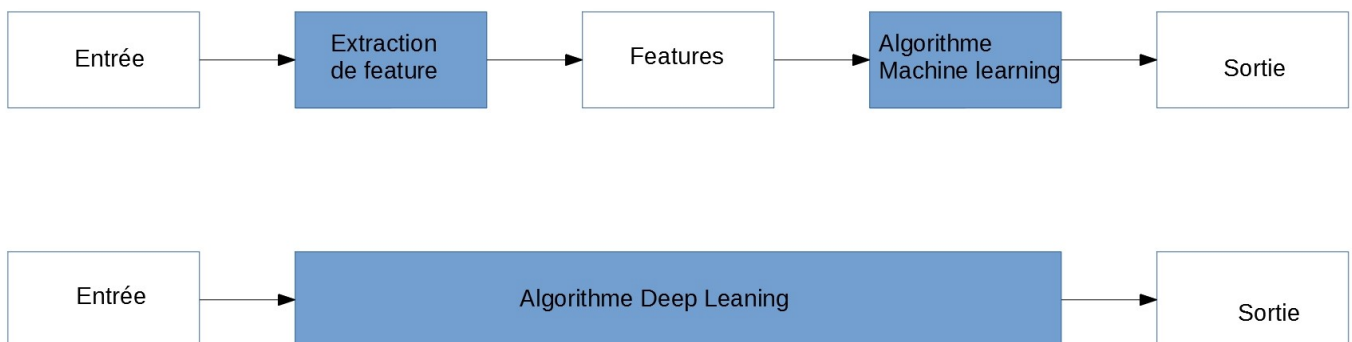 Entrée
Extraction
de feature
Features
Algorithme
Machine learning
Sortie
Entrée
Algorithme Deep Leaning
Sortie